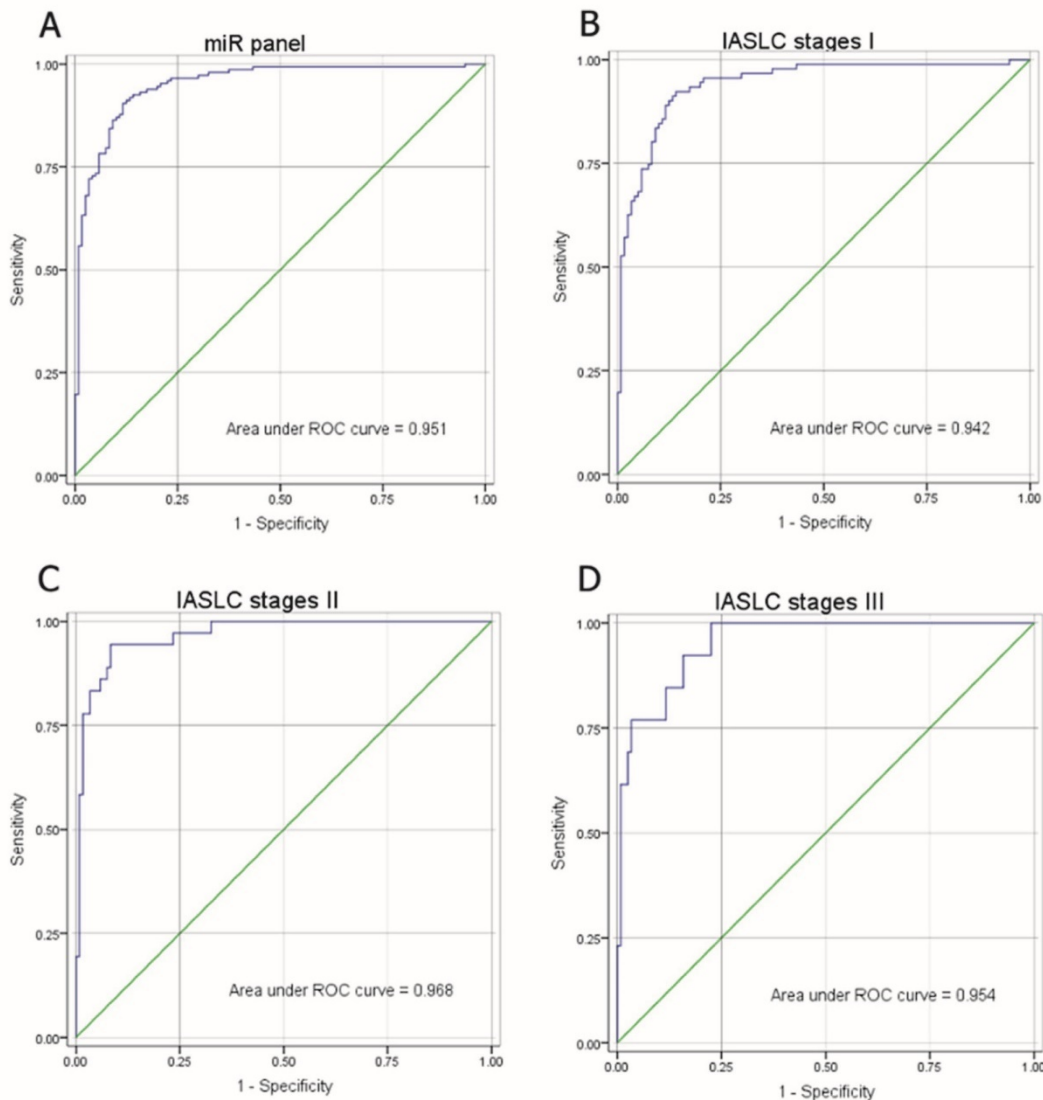 A
miR panel
1.00
0.75
0.50
0.25
0.00
Sensitivity
Area under ROC curve = 0.951
0.00 0.25 0.50 0.75 1.00
1 - Specificity
B
IASLC stages I
1.00
0.75
0.50
0.25
0.00
Sensitivity
Area under ROC curve = 0.942
0.00 0.25 0.50 0.75 1.00
1 - Specificity
C
IASLC stages II
1.00
0.75
0.50
0.25
0.00
Sensitivity
Area under ROC curve = 0.968
0.00 0.25 0.50 0.75 1.00
1 - Specificity
D
IASLC stages III
1.00
0.75
0.50
0.25
0.00
Sensitivity
Area under ROC curve = 0.954
0.00 0.25 0.50 0.75 1.00
1 - Specificity